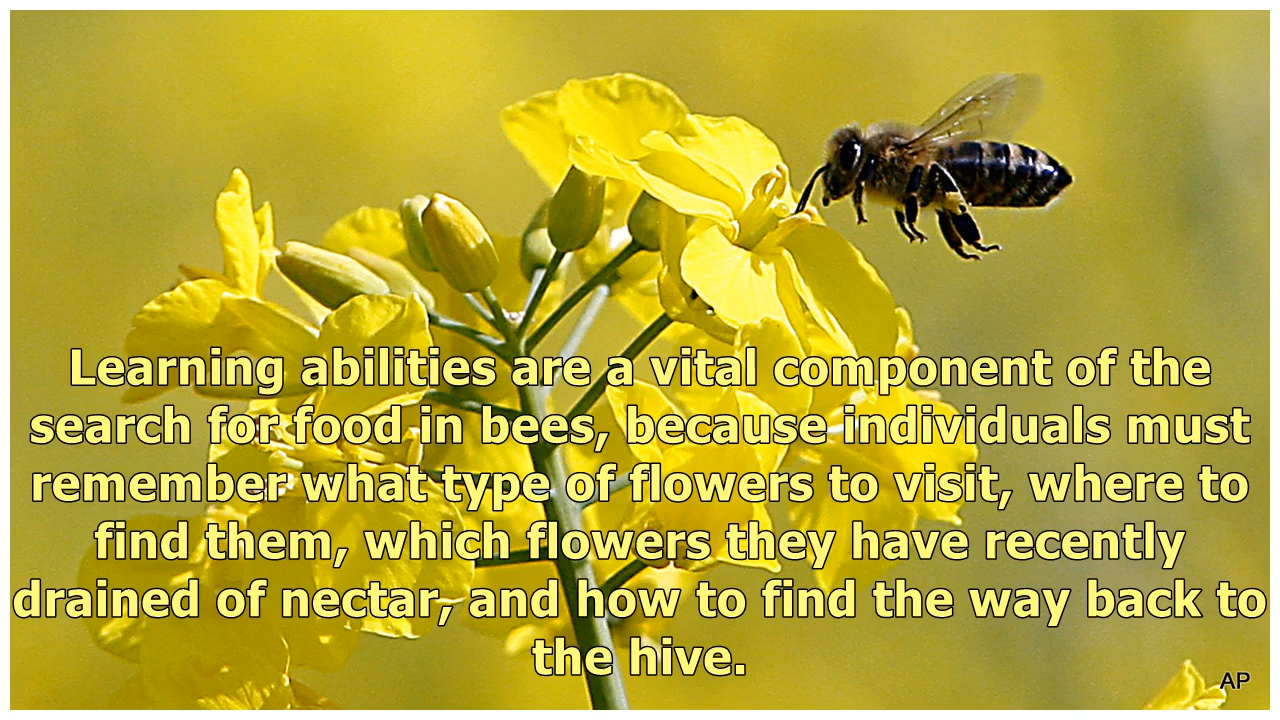 Learning abilities are a vital component of the
search for food in bees, because individuals must
remember what type of flowers to visit, where to
find them, which flowers they have recently
drained of nectar, and how to find the way back to
the hive.
AP